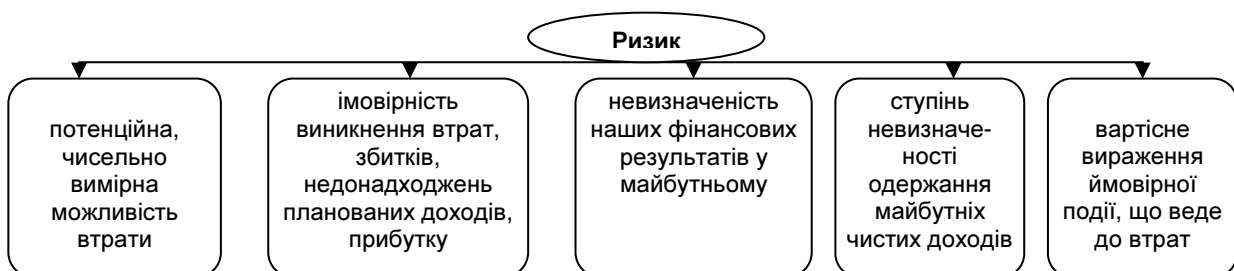 Ризик
потенційна,
чисельно
вимірна
можливість
втрати
імовірність
виникнення втрат,
збитків,
недонадходжень
планованих доходів,
прибутку
невизначеність
наших фінансових
результатів у
майбутньому
ступінь
невизначе-
ності
одержання
майбутніх
чистих доходів
вартісне
вираження
ймовірної
події, що веде
до втрат